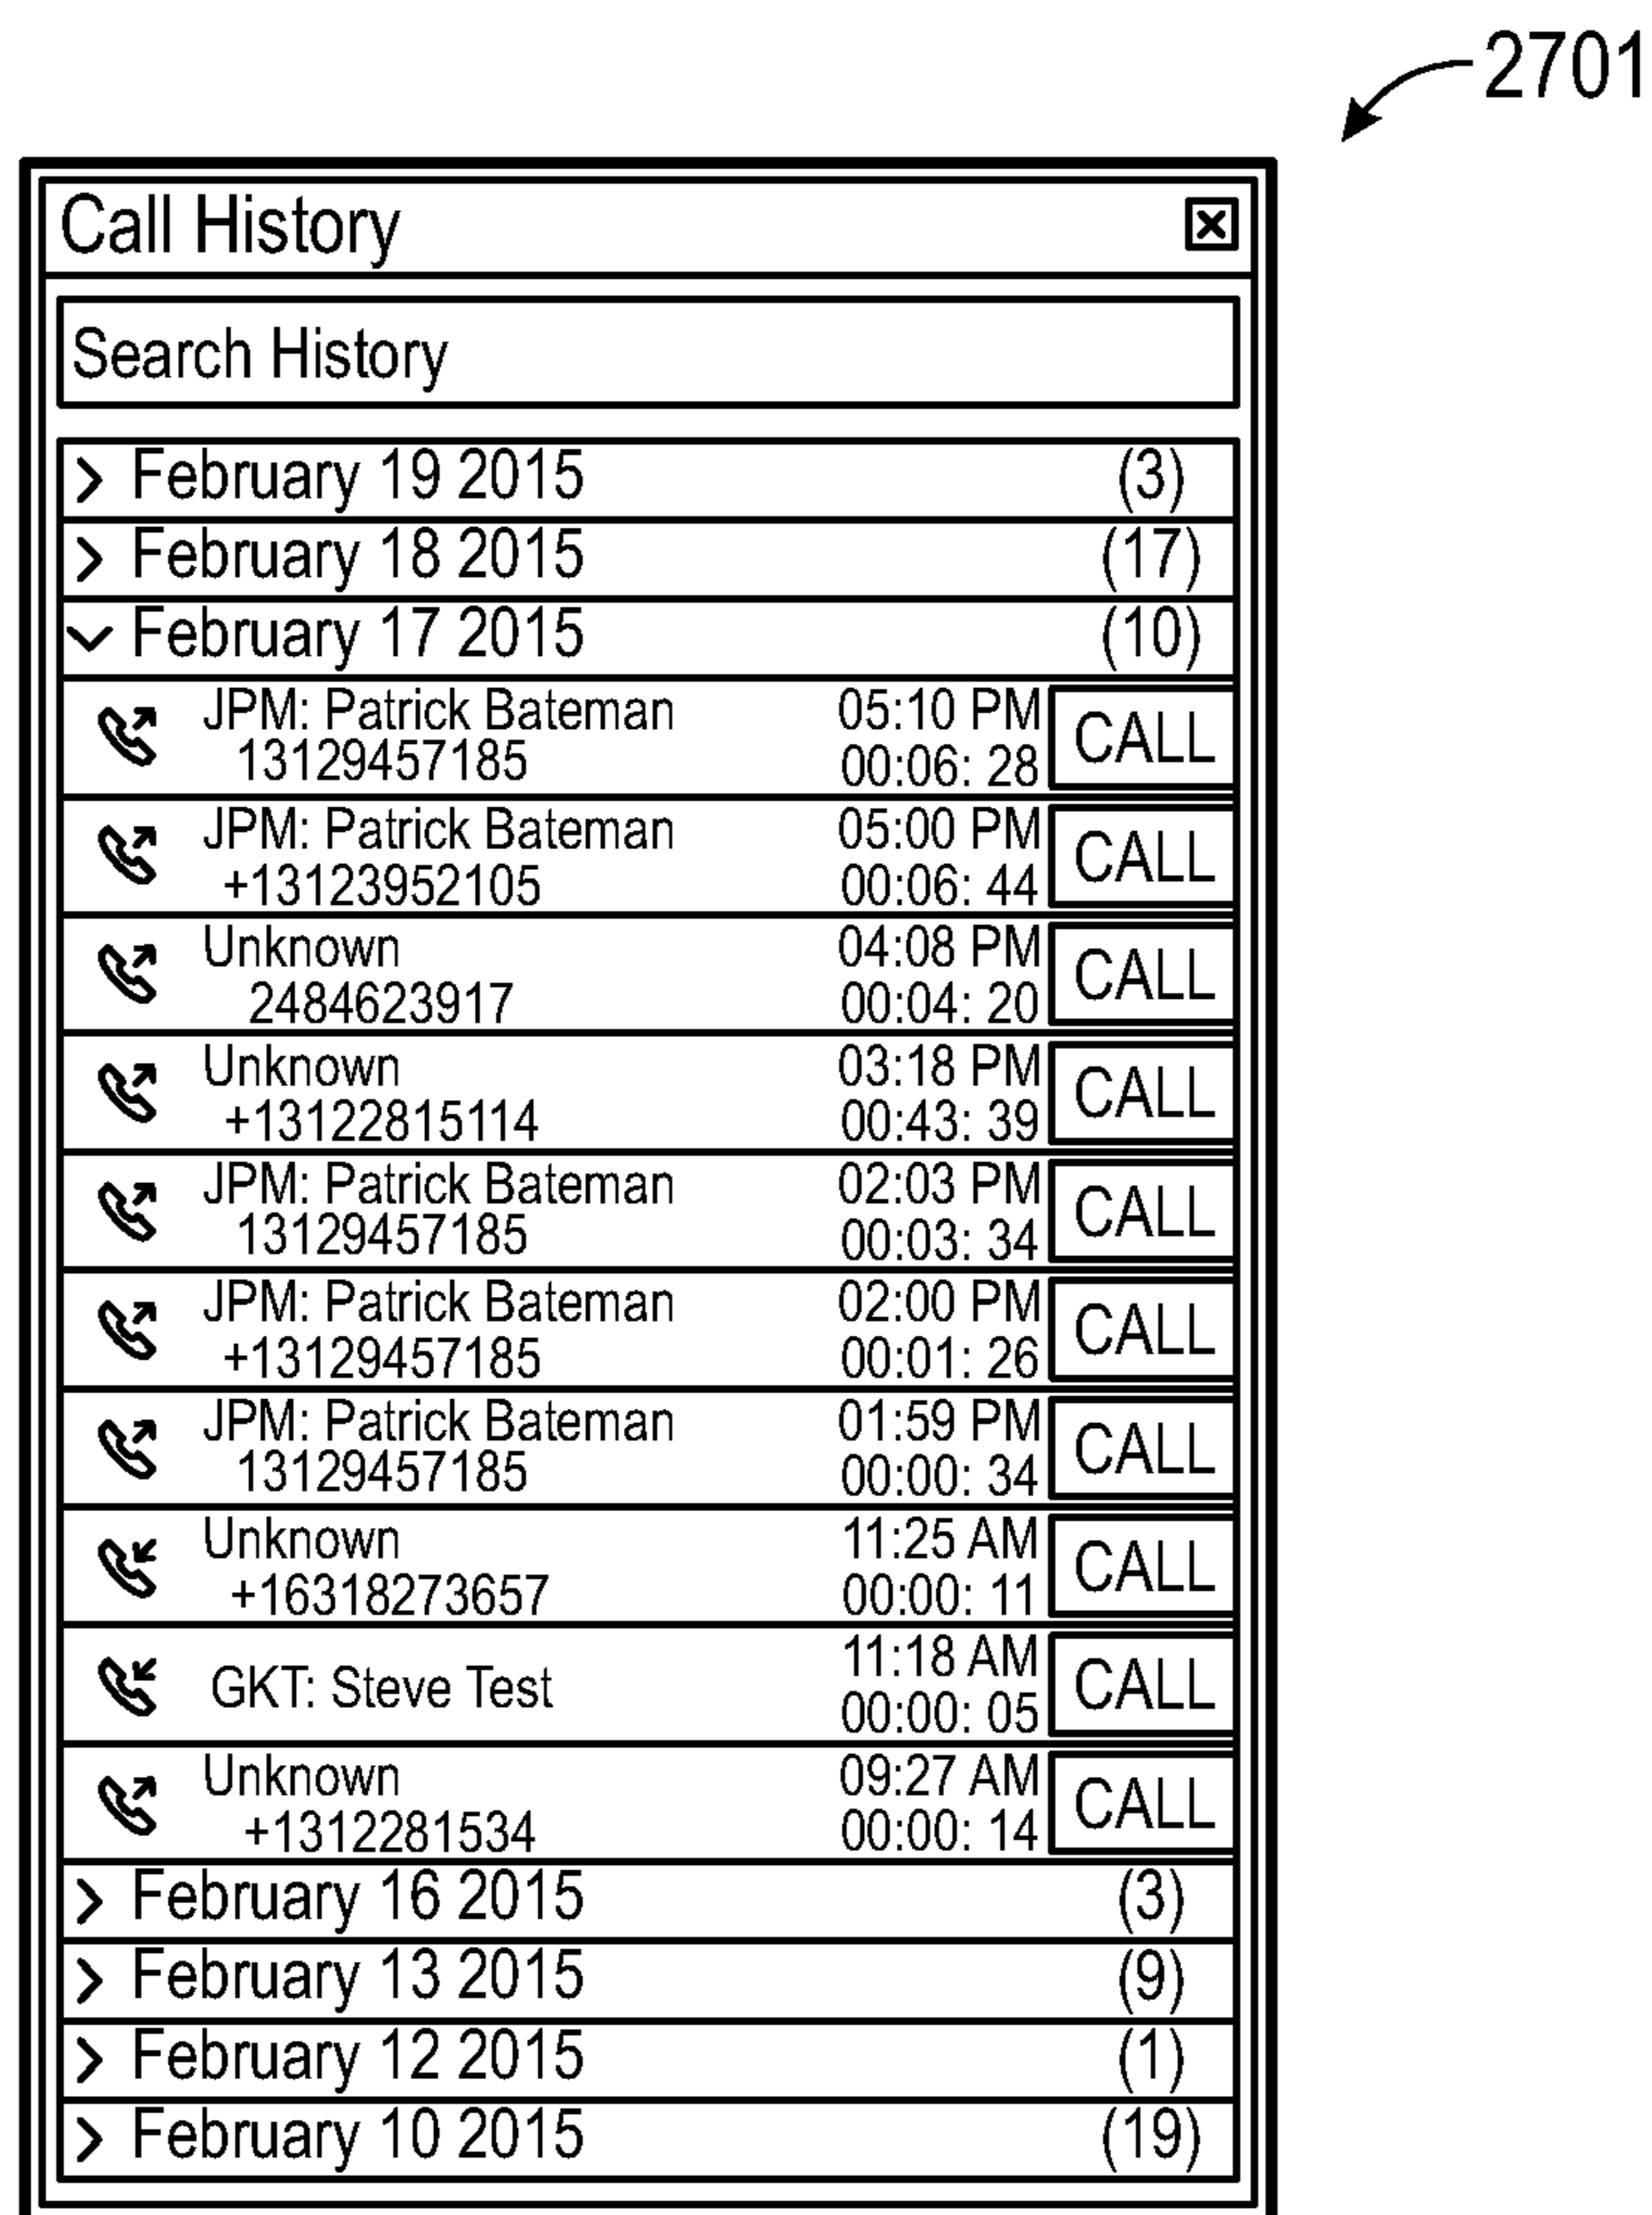 2701
Call History
Search History
February 19 2015 (3)
February 18 2015 (17)
February 17 2015 (10)
JPM: Patrick Bateman 05:10 PM CALL
13129457185 00:06: 28
JPM: Patrick Bateman 05:00 PM CALL
+13123952105 00:06: 44
Unknown 04:08 PM CALL
2484623917 00:04: 20
Unknown 03:18 PM CALL
+13122815114 00:43: 39
JPM: Patrick Bateman 02:03 PM CALL
13129457185 00:03: 34
JPM: Patrick Bateman 02:00 PM CALL
+13129457185 00:01: 26
JPM: Patrick Bateman 01:59 PM CALL
13129457185 00:00: 34
Unknown 11:25 AM CALL
+16318273657 00:00: 11
GKT: Steve Test 11:18 AM CALL
00:00: 05
Unknown 09:27 AM CALL
+1312281534 00:00: 14
February 16 2015 (3)
February 13 2015 (9)
February 12 2015 (1)
February 10 2015 (19)